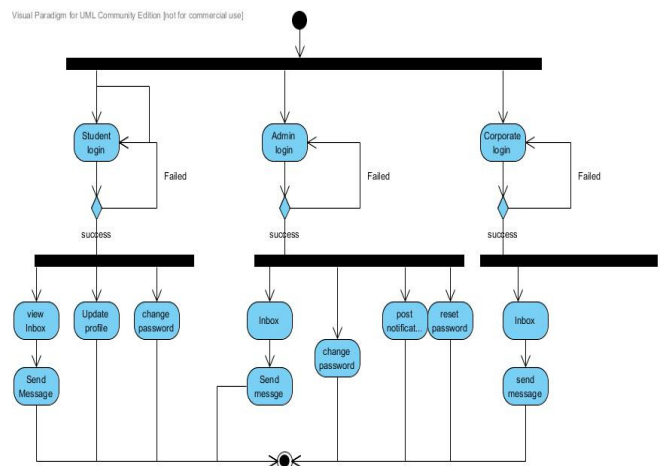 Visual Paradigm for UML Community Edition [not for commercial use]
Student
login
Admin
login
Corporate
login
Failed
Failed
Failed
success
success
success
view
Inbox
Update
profile
change
password
Inbox
post
notificat...
reset
password
Inbox
change
password
Send
Message
Send
messge
send
message